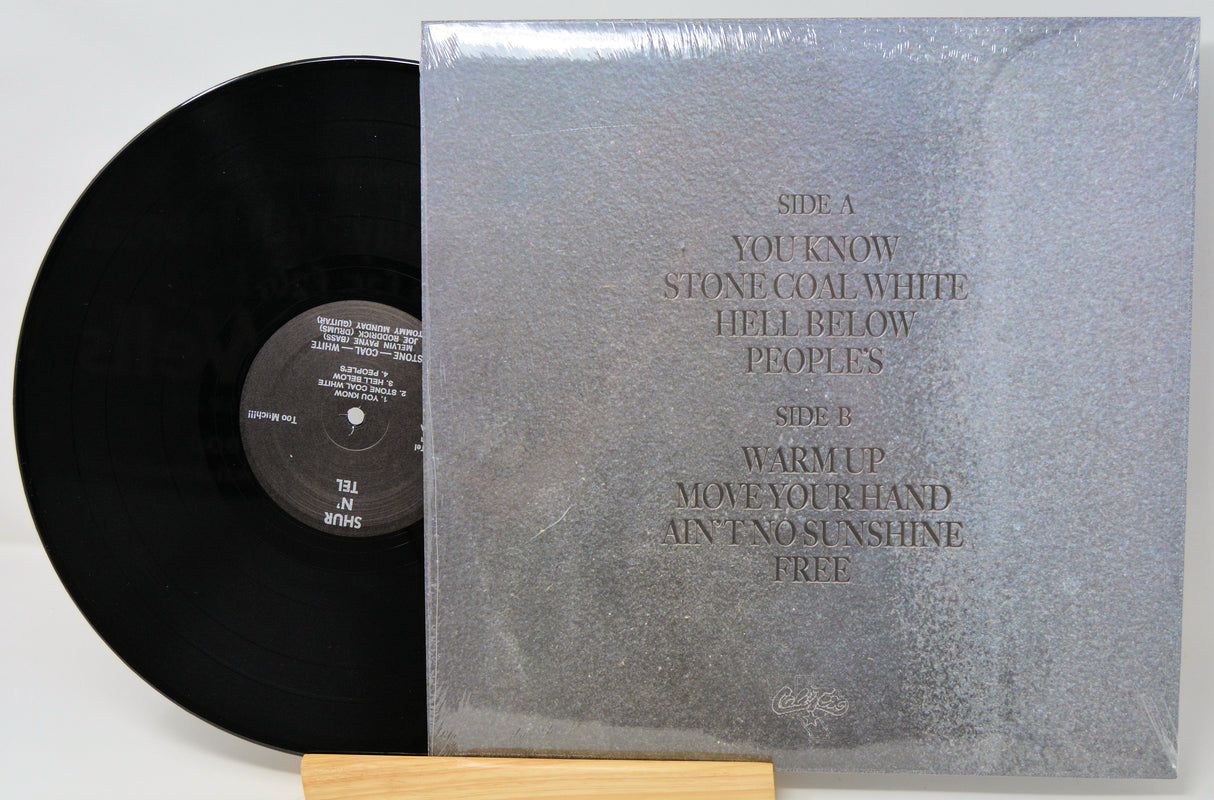 SHUR
N'
TEL
Too Much!!!
1. YOU KNOW
2. STONE COAL WHITE
3. HELL BELOW
4. PEOPLE'S
STONE — COAL — WHITE
MELVIN PAYNE (BASS)
JOE RODDRICK (DRUMS)
TOMMY MUNDAY (GUITAR)
SIDE A
YOU KNOW
STONE COAL WHITE
HELL BELOW
PEOPLE'S
SIDE B
WARM UP
MOVE YOUR HAND
AIN'T NO SUNSHINE
FREE